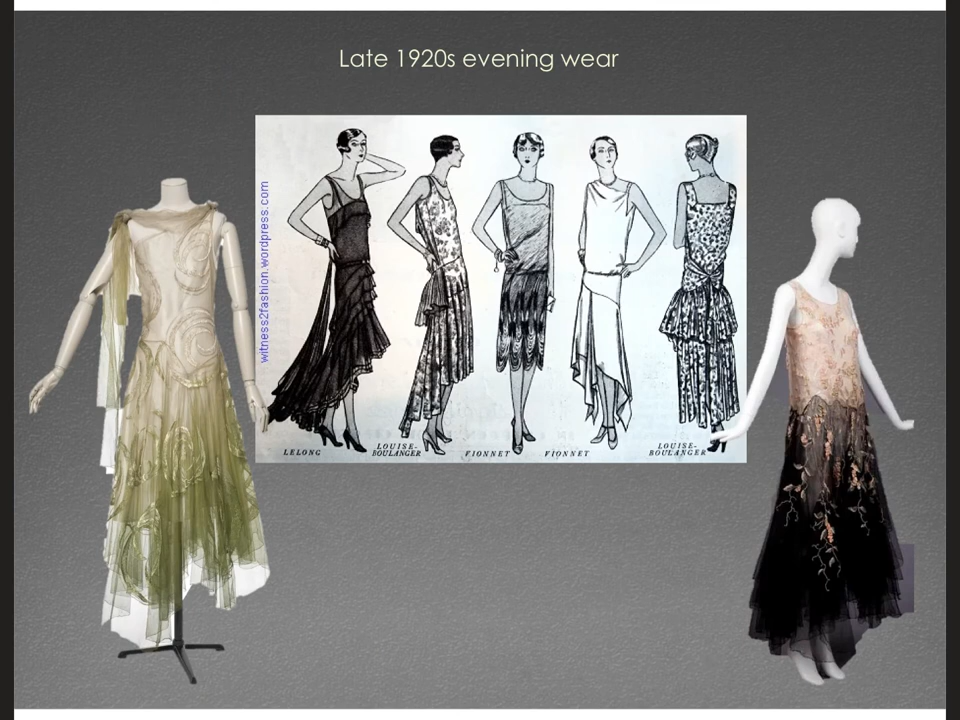 Late 1920s evening wear
witness2fashion.wordpress.com
LELONG
LOUISE-
BOULANGER
VIONNET
VIONNET
LOUISE-
BOULANGER